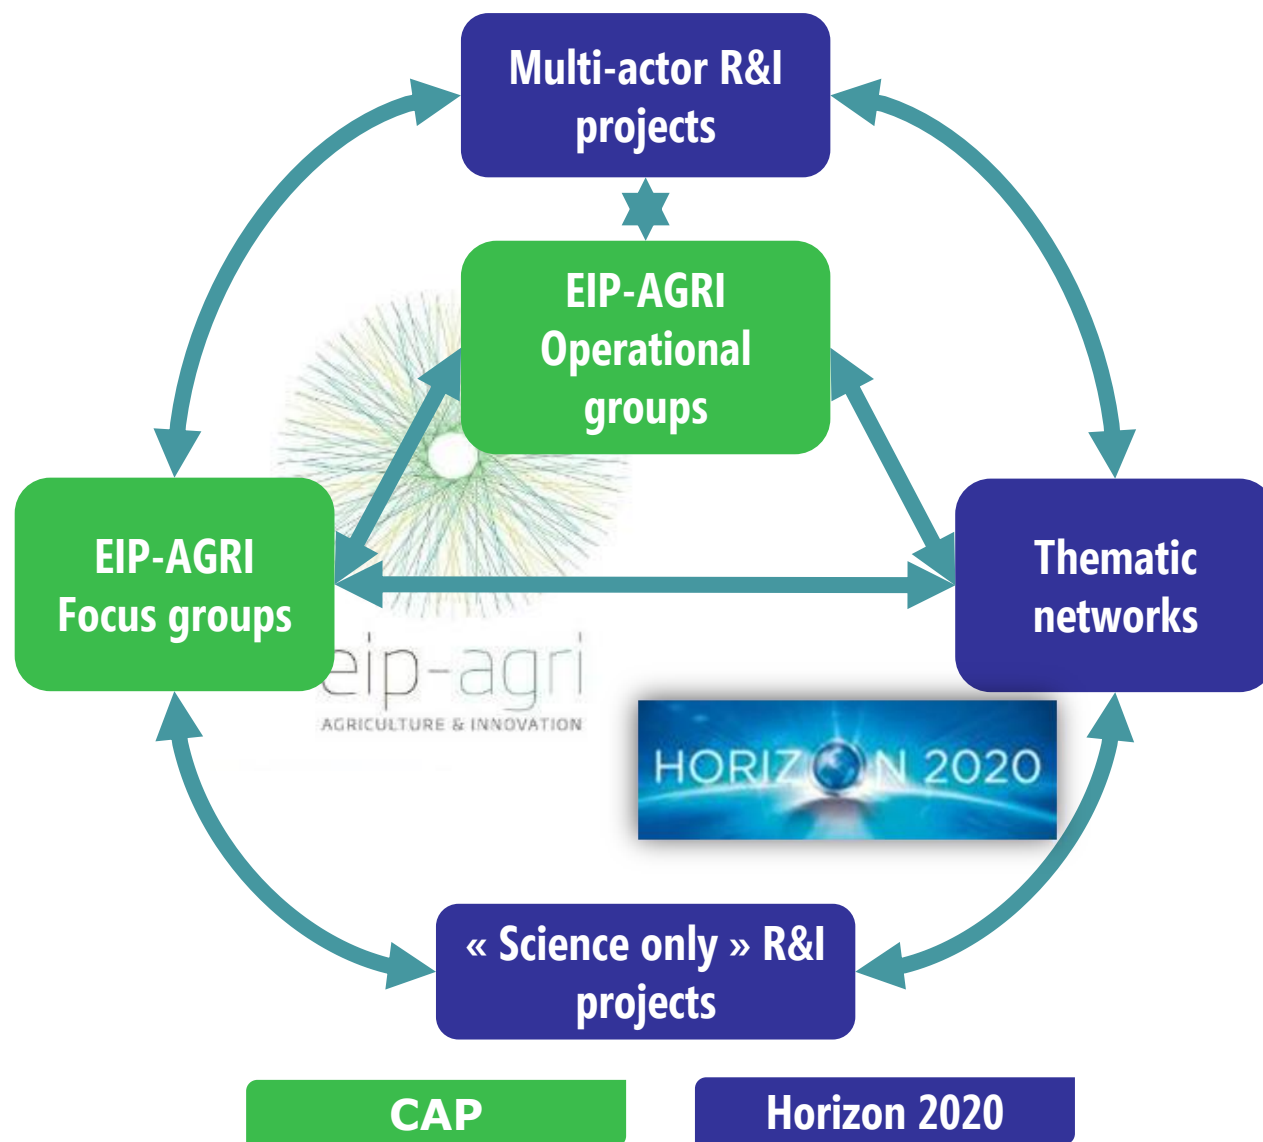 Multi-actor R&I
projects
EIP-AGRI
Operational
groups
EIP-AGRI
Focus groups
Thematic
networks
eip-agri
AGRICULTURE & INNOVATION
HORIZON 2020
« Science only » R&I
projects
CAP
Horizon 2020